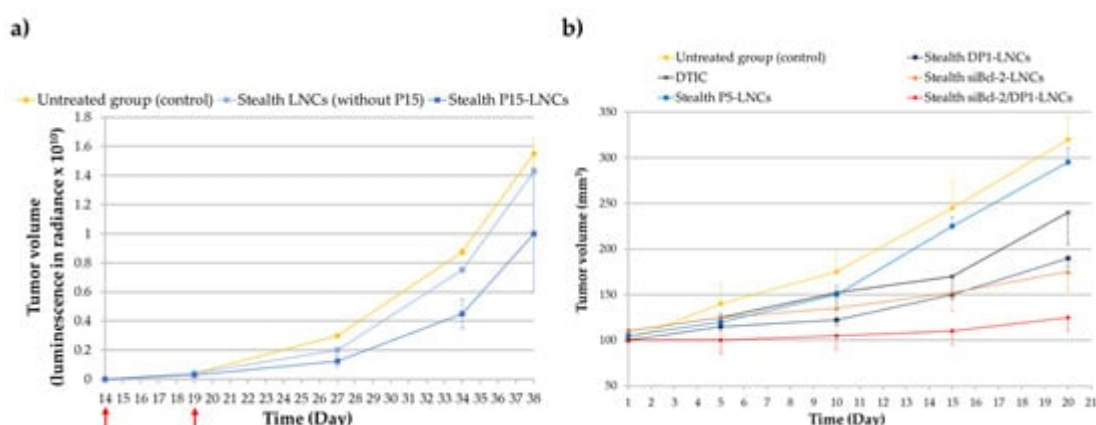 a)
Untreated group (control) Stealth LNCs (without P15) Stealth P15-LNCs
1.8
1.6
1.4
1.2
1
0.8
0.6
0.4
0.2
0
Tumor volume
(luminescence in radiance x 10¹⁰)
14 15 16 17 18 19 20 21 22 23 24 25 26 27 28 29 30 31 32 33 34 35 36 37 38
Time (Day)
b)
Untreated group (control) Stealth DP1-LNCs
DTIC Stealth siBcl-2-LNCs
Stealth P5-LNCs Stealth siBcl-2/DP1-LNCs
350
300
250
200
150
100
50
Tumor volume (mm³)
1 2 3 4 5 6 7 8 9 10 11 12 13 14 15 16 17 18 19 20 21
Time (Day)